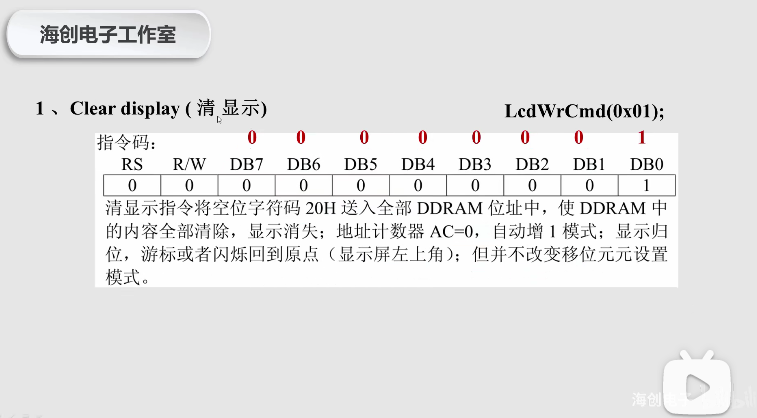 海创电子工作室
1 、Clear display ( 清 显示)
LcdWrCmd(0x01);
指令码:
0 0 0 0 0 0 0 1
RS R/W DB7 DB6 DB5 DB4 DB3 DB2 DB1 DB0
0 0 0 0 0 0 0 0 0 1
清显示指令将空位字符码 20H 送入全部 DDRAM 位址中，使 DDRAM 中
的内容全部清除，显示消失；地址计数器 AC=0，自动增 1 模式；显示归
位，游标或者闪烁回到原点（显示屏左上角）；但并不改变移位元元设置
模式。
海创电子